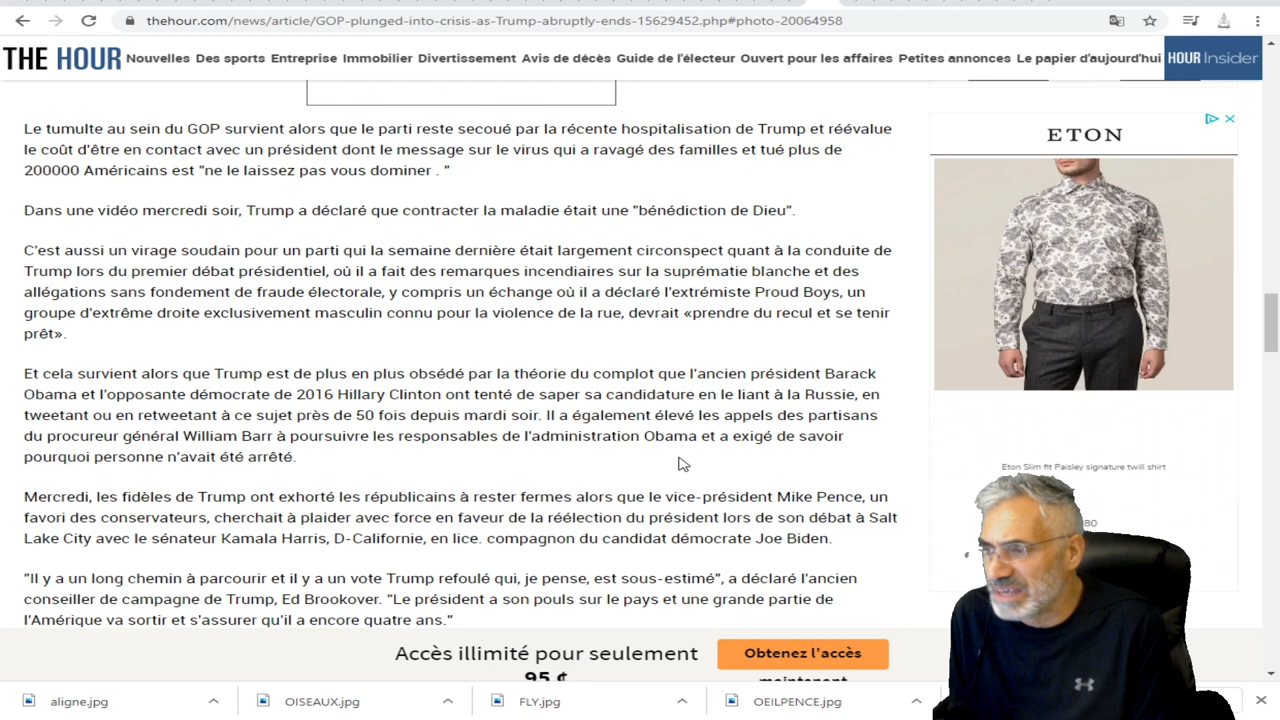 thehour.com/news/article/GOP-plunged-into-crisis-as-Trump-abruptly-ends-15629452.php#photo-20064958
THE HOUR Nouvelles Des sports Entreprise Immobilier Divertissement Avis de décès Guide de l'électeur Ouvert pour les affaires Petites annonces Le papier d'aujourd'hui HOUR Insider
Le tumulte au sein du GOP survient alors que le parti reste secoué par la récente hospitalisation de Trump et réévalue
le coût d'être en contact avec un président dont le message sur le virus qui a ravagé des familles et tué plus de
200000 Américains est "ne le laissez pas vous dominer . "
Dans une vidéo mercredi soir, Trump a déclaré que contracter la maladie était une "bénédiction de Dieu".
C'est aussi un virage soudain pour un parti qui la semaine dernière était largement circonspect quant à la conduite de
Trump lors du premier débat présidentiel, où il a fait des remarques incendiaires sur la suprématie blanche et des
allégations sans fondement de fraude électorale, y compris un échange où il a déclaré l'extrémiste Proud Boys, un
groupe d'extrême droite exclusivement masculin connu pour la violence de la rue, devrait «prendre du recul et se tenir
prêt».
Et cela survient alors que Trump est de plus en plus obsédé par la théorie du complot que l'ancien président Barack
Obama et l'opposante démocrate de 2016 Hillary Clinton ont tenté de saper sa candidature en le liant à la Russie, en
tweetant ou en retweetant à ce sujet près de 50 fois depuis mardi soir. Il a également élevé les appels des partisans
du procureur général William Barr à poursuivre les responsables de l'administration Obama et a exigé de savoir
pourquoi personne n'avait été arrêté.
Mercredi, les fidèles de Trump ont exhorté les républicains à rester fermes alors que le vice-président Mike Pence, un
favori des conservateurs, cherchait à plaider avec force en faveur de la réélection du président lors de son débat à Salt
Lake City avec le sénateur Kamala Harris, D-Californie, en lice. compagnon du candidat démocrate Joe Biden.
"Il y a un long chemin à parcourir et il y a un vote Trump refoulé qui, je pense, est sous-estimé", a déclaré l'ancien
conseiller de campagne de Trump, Ed Brookover. "Le président a son pouls sur le pays et une grande partie de
l'Amérique va sortir et s'assurer qu'il a encore quatre ans."
ETON
Eton Slim fit Paisley signature twill shirt
80
Accès illimité pour seulement
95 ¢
Obtenez l'accès
maintenant
aligne.jpg
OISEAUX.jpg
FLY.jpg
OEILPENCE.jpg